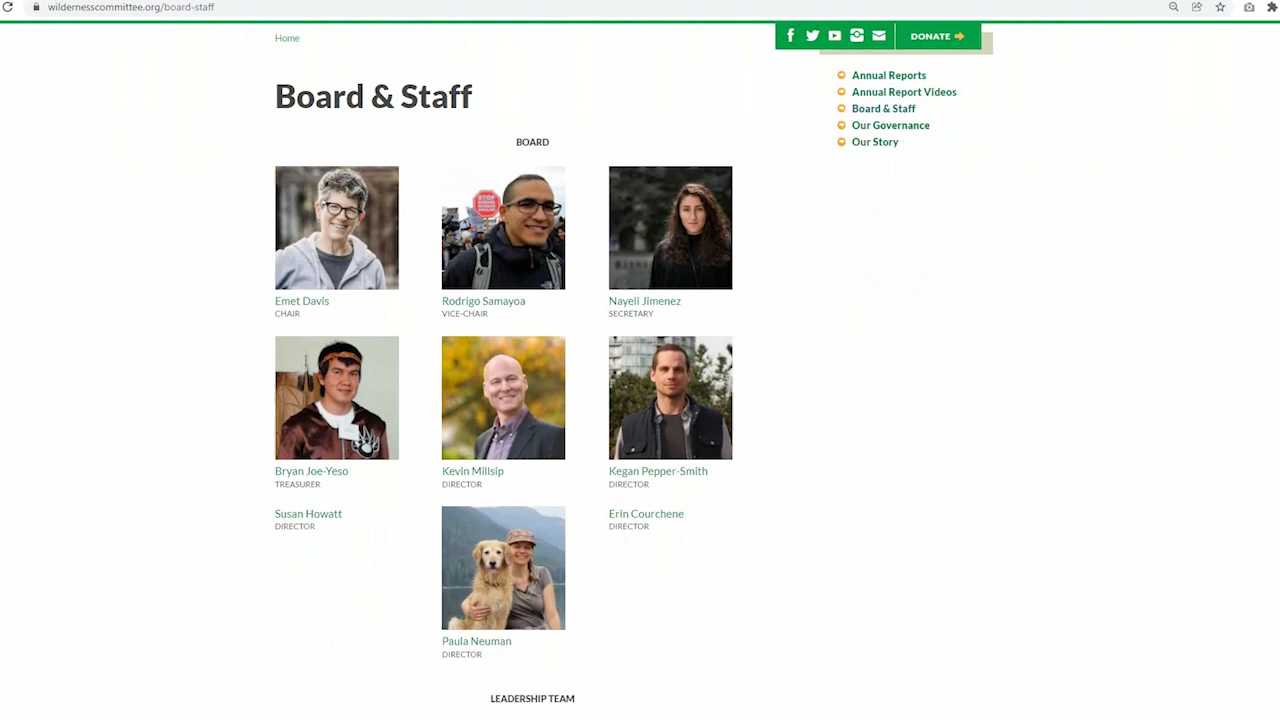 wildernesscommittee.org/board-staff
Home
DONATE
Annual Reports
Annual Report Videos
Board & Staff
Our Governance
Our Story
Board & Staff
BOARD
STOP
Emet Davis
CHAIR
Rodrigo Samayoa
VICE-CHAIR
Nayeli Jimenez
SECRETARY
Bryan Joe-Yeso
TREASURER
Kevin Millsip
DIRECTOR
Kegan Pepper-Smith
DIRECTOR
Susan Howatt
DIRECTOR
Erin Courchene
DIRECTOR
Paula Neuman
DIRECTOR
LEADERSHIP TEAM